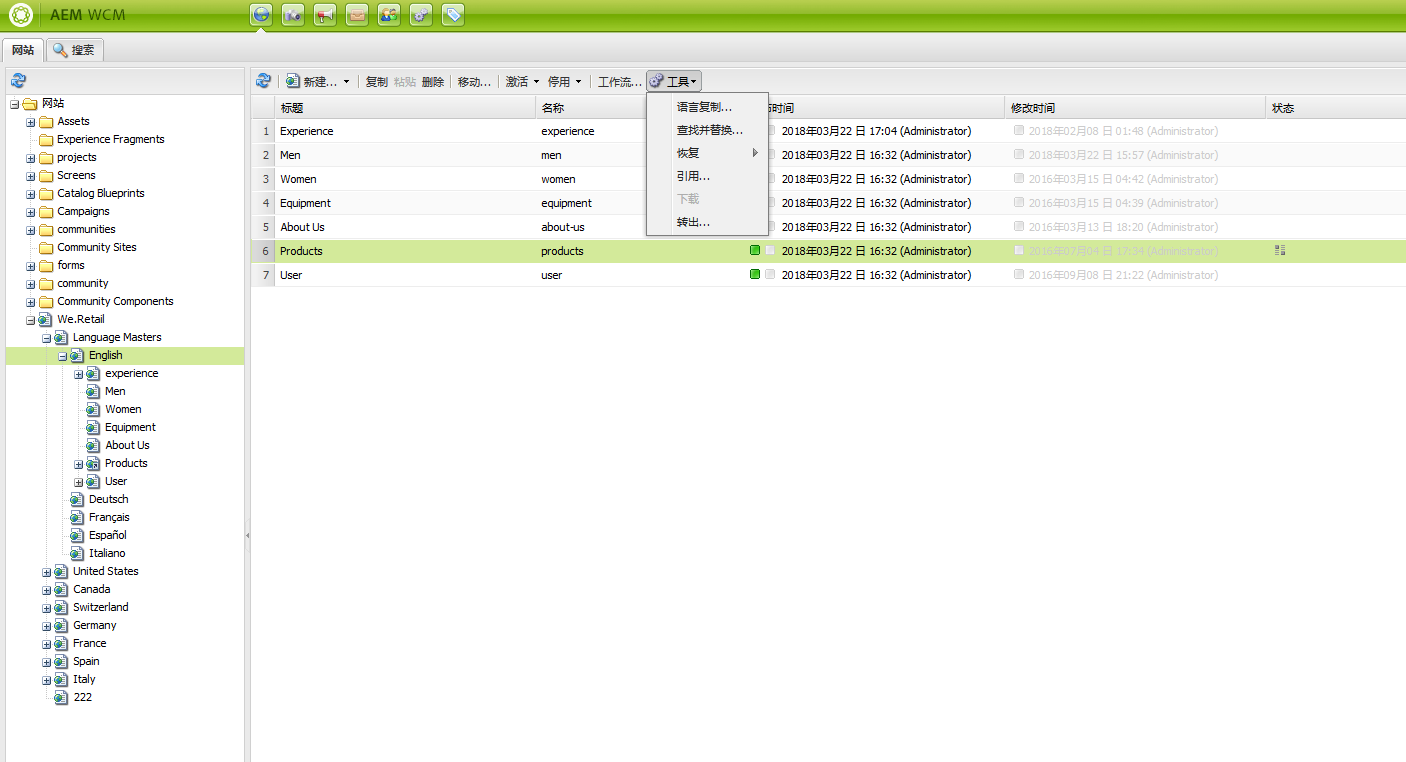 AEM WCM
网站 搜索
新建... 复制 粘贴 删除 移动... 激活 停用 工作流... 工具
网站
Assets
Experience Fragments
projects
Screens
Catalog Blueprints
Campaigns
communities
Community Sites
forms
community
Community Components
We.Retail
Language Masters
English
experience
Men
Women
Equipment
About Us
Products
User
Deutsch
Français
Español
Italiano
United States
Canada
Switzerland
Germany
France
Spain
Italy
222
标题 名称 时间 修改时间 状态
1 Experience experience 2018年03月22 日 17:04 (Administrator) 2018年02月08 日 01:48 (Administrator)
2 Men men 2018年03月22 日 16:32 (Administrator) 2018年03月22 日 15:57 (Administrator)
3 Women women 2018年03月22 日 16:32 (Administrator) 2016年03月15 日 04:42 (Administrator)
4 Equipment equipment 2018年03月22 日 16:32 (Administrator) 2016年03月15 日 04:39 (Administrator)
5 About Us about-us 2018年03月22 日 16:32 (Administrator) 2016年03月13 日 18:20 (Administrator)
6 Products products 2018年03月22 日 16:32 (Administrator) 2016年07月04 日 17:34 (Administrator)
7 User user 2018年03月22 日 16:32 (Administrator) 2016年09月08 日 21:22 (Administrator)
语言复制...
查找并替换...
恢复
引用...
下载
转出...